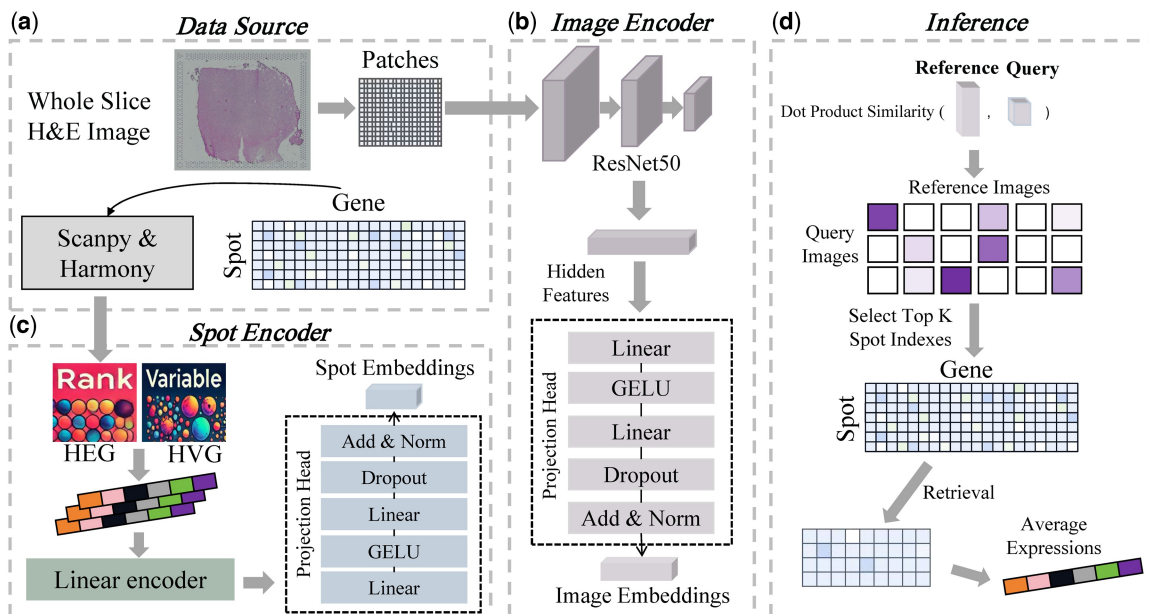 (a)
Data Source
Whole Slice
H&E Image
Patches
Gene
Spot
Scanpy &
Harmony
(b)
Image Encoder
ResNet50
Hidden
Features
Projection Head
Linear
GELU
Linear
Dropout
Add & Norm
Image Embeddings
(c)
Spot Encoder
Rank
Variable
HEG
HVG
Linear encoder
Spot Embeddings
Projection Head
Add & Norm
Dropout
Linear
GELU
Linear
(d)
Inference
Reference Query
Dot Product Similarity ( , )
Reference Images
Query
Images
Select Top K
Spot Indexes
Gene
Spot
Retrieval
Average
Expressions